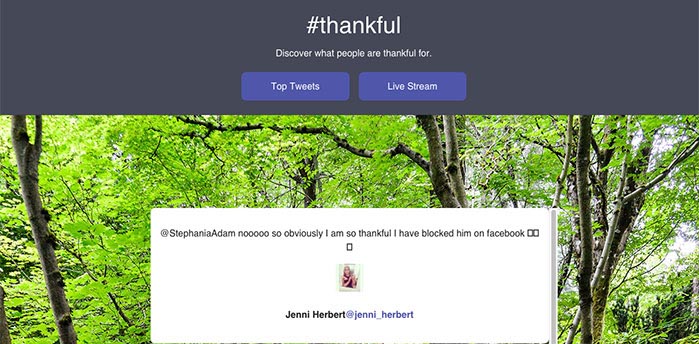 #thankful
Discover what people are thankful for.
Top Tweets
Live Stream
@StephaniaAdam nooooo so obviously I am so thankful I have blocked him on facebook □□
□
Jenni Herbert@jenni_herbert